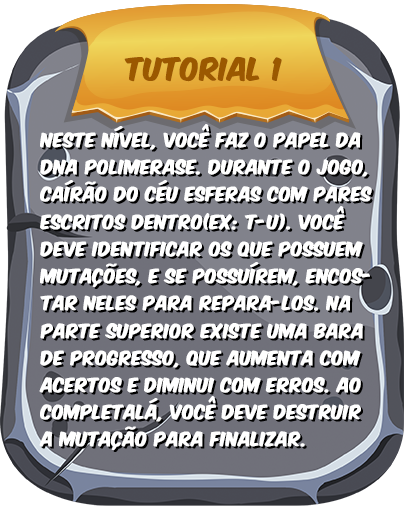 TUTORIAL 1
NESTE NÍVEL, VOCÊ FAZ O PAPEL DA
DNA POLIMERASE. DURANTE O JOGO,
CAÍRÃO DO CÉU ESFERAS COM PARES
ESCRITOS DENTRO(EX: T-U). VOCÊ
DEVE IDENTIFICAR OS QUE POSSUEM
MUTAÇÕES, E SE POSSUÍREM, ENCOS-
TAR NELES PARA REPARA-LOS. NA
PARTE SUPERIOR EXISTE UMA BARA
DE PROGRESSO, QUE AUMENTA COM
ACERTOS E DIMINUI COM ERROS. AO
COMPLETALÁ, VOCÊ DEVE DESTRUIR
A MUTAÇÃO PARA FINALIZAR.